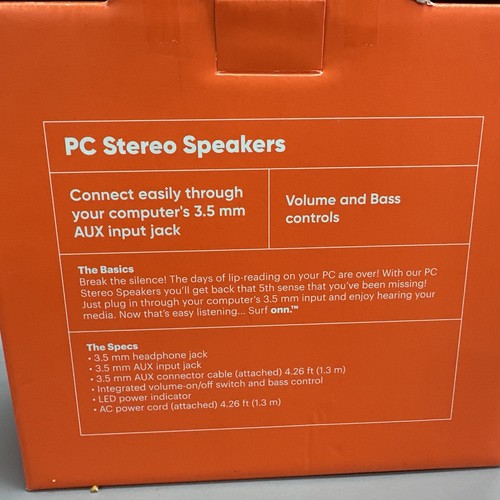 PC Stereo Speakers
Connect easily through
your computer's 3.5 mm
AUX input jack
Volume and Bass
controls
The Basics
Break the silence! The days of lip-reading on your PC are over! With our PC
Stereo Speakers you'll get back that 5th sense that you've been missing!
Just plug in through your computer's 3.5 mm input and enjoy hearing your
media. Now that's easy listening... Surf onn.™
The Specs
• 3.5 mm headphone jack
• 3.5 mm AUX input jack
• 3.5 mm AUX connector cable (attached) 4.26 ft (1.3 m)
• Integrated volume-on/off switch and bass control
• LED power indicator
• AC power cord (attached) 4.26 ft (1.3 m)